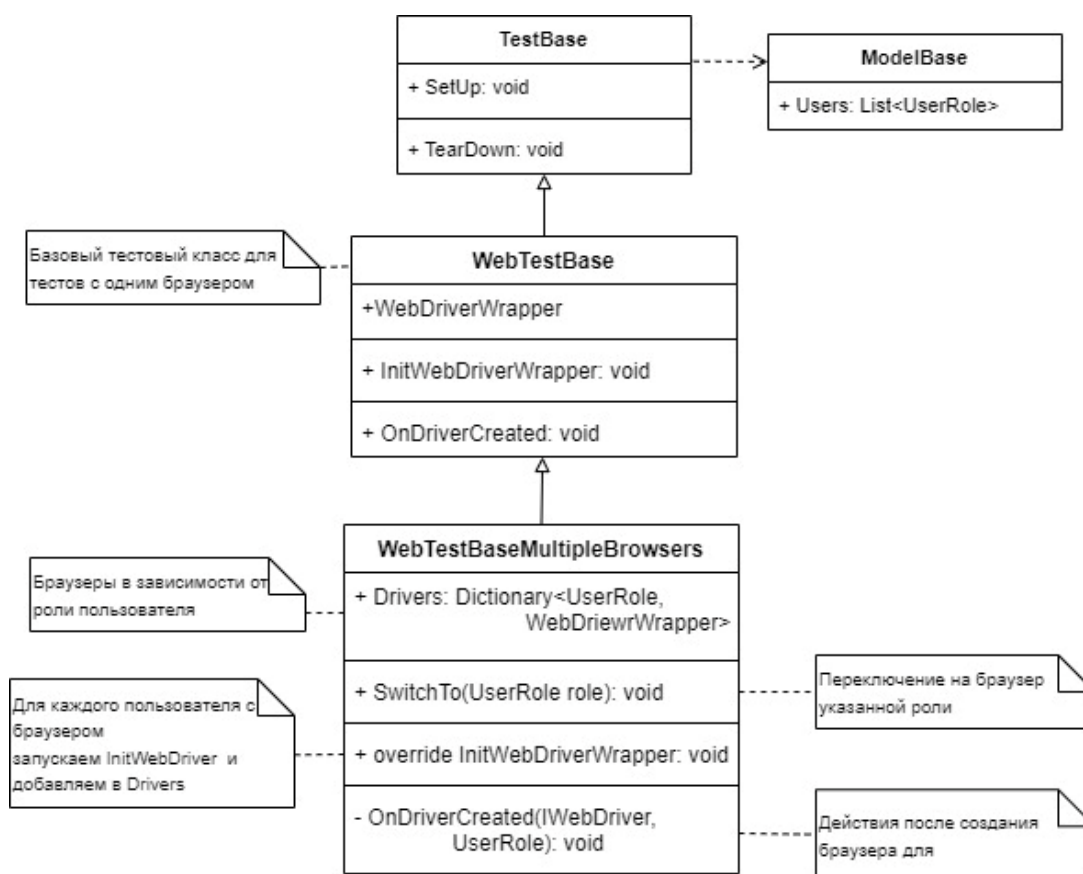 TestBase
+ SetUp: void
+ TearDown: void
ModelBase
+ Users: List<UserRole>
Базовый тестовый класс для
тестов с одним браузером
WebTestBase
+WebDriverWrapper
+ InitWebDriverWrapper: void
+ OnDriverCreated: void
WebTestBaseMultipleBrowsers
Браузеры в зависимости от
роли пользователя
+ Drivers: Dictionary<UserRole,
WebDriewrWrapper>
Для каждого пользователя с
браузером
запускаем InitWebDriver и
добавляем в Drivers
+ SwitchTo(UserRole role): void
Переключение на браузер
указанной роли
+ override InitWebDriverWrapper: void
- OnDriverCreated(IWebDriver,
UserRole): void
Действия после создания
браузера для